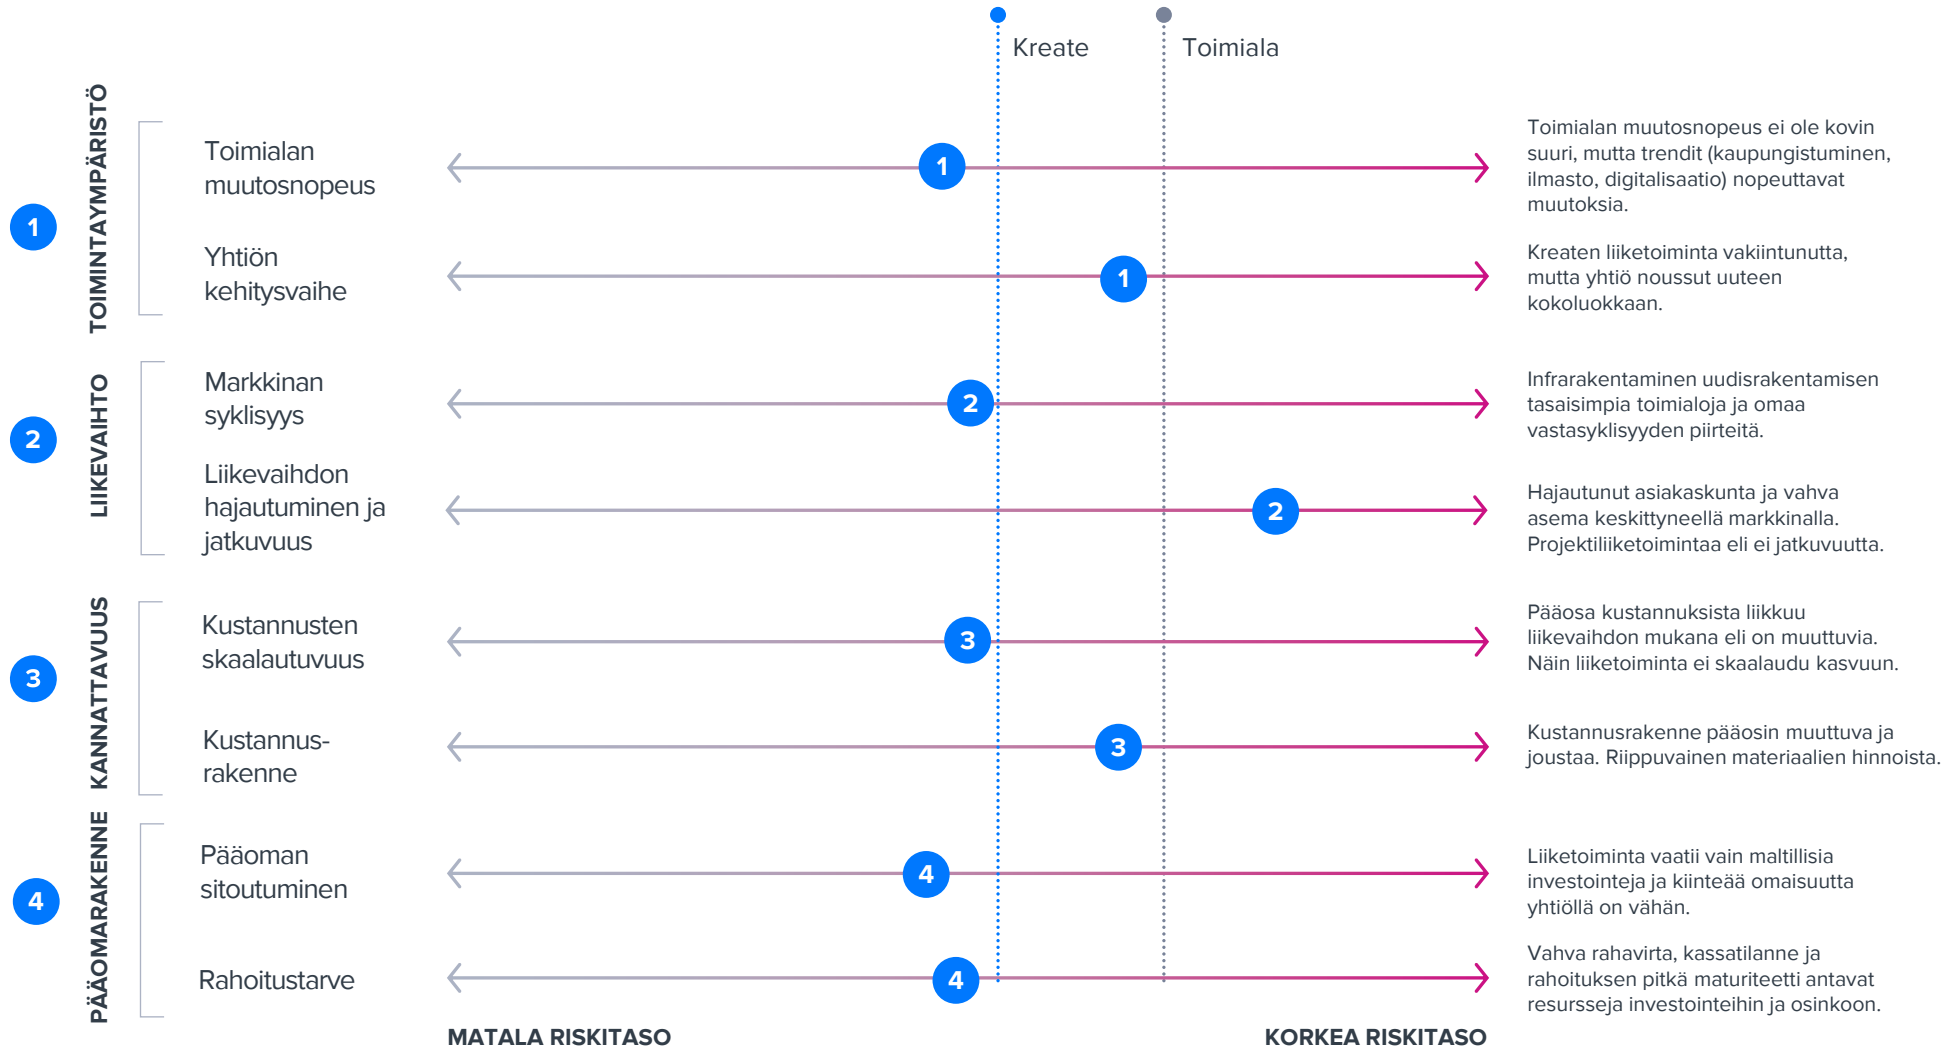 Kreate
Toimiala
1
TOIMINTAYMPÄRISTÖ
Toimialan
muutosnopeus
1
Toimialan muutosnopeus ei ole kovin
suuri, mutta trendit (kaupungistuminen,
ilmasto, digitalisaatio) nopeuttavat
muutoksia.
Yhtiön
kehitysvaihe
1
Kreaten liiketoiminta vakiintunutta,
mutta yhtiö noussut uuteen
kokoluokkaan.
2
LIIKEVAIHTO
Markkinan
syklisyys
2
Infrarakentaminen uudisrakentamisen
tasaisimpia toimialoja ja omaa
vastasyklisyyden piirteitä.
Liikevaihdon
hajautuminen ja
jatkuvuus
2
Hajautunut asiakaskunta ja vahva
asema keskittyneellä markkinalla.
Projektiliiketoimintaa eli ei jatkuvuutta.
3
KANNATTAVUUS
Kustannusten
skaalautuvuus
3
Pääosa kustannuksista liikkuu
liikevaihdon mukana eli on muuttuvia.
Näin liiketoiminta ei skaalaudu kasvuun.
Kustannus-
rakenne
3
Kustannusrakenne pääosin muuttuva ja
joustaa. Riippuvainen materiaalien hinnoista.
4
PÄÄOMARAKENNE
Pääoman
sitoutuminen
4
Liiketoiminta vaatii vain maltillisia
investointeja ja kiinteää omaisuutta
yhtiöllä on vähän.
Rahoitustarve
4
Vahva rahavirta, kassatilanne ja
rahoituksen pitkä maturiteetti antavat
resursseja investointeihin ja osinkoon.
MATALA RISKITASO
KORKEA RISKITASO